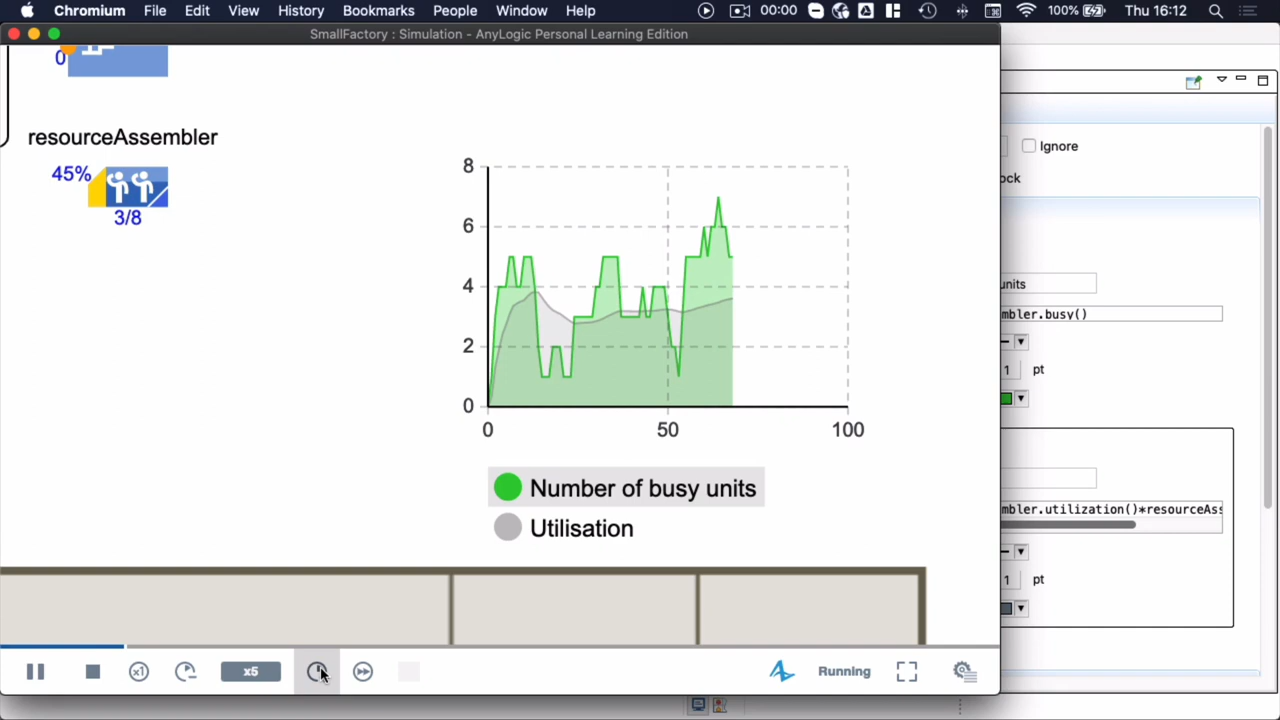 Chromium File Edit View History Bookmarks People Window Help 00:00 100% Thu 16:12
SmallFactory : Simulation - AnyLogic Personal Learning Edition
0
resourceAssembler
45%
3/8
8
6
4
2
0
0 50 100
Number of busy units
Utilisation
Ignore
ock
units
mbler.busy()
1 pt
mbler.utilization()*resourceAss
1 pt
x1 x5 Running